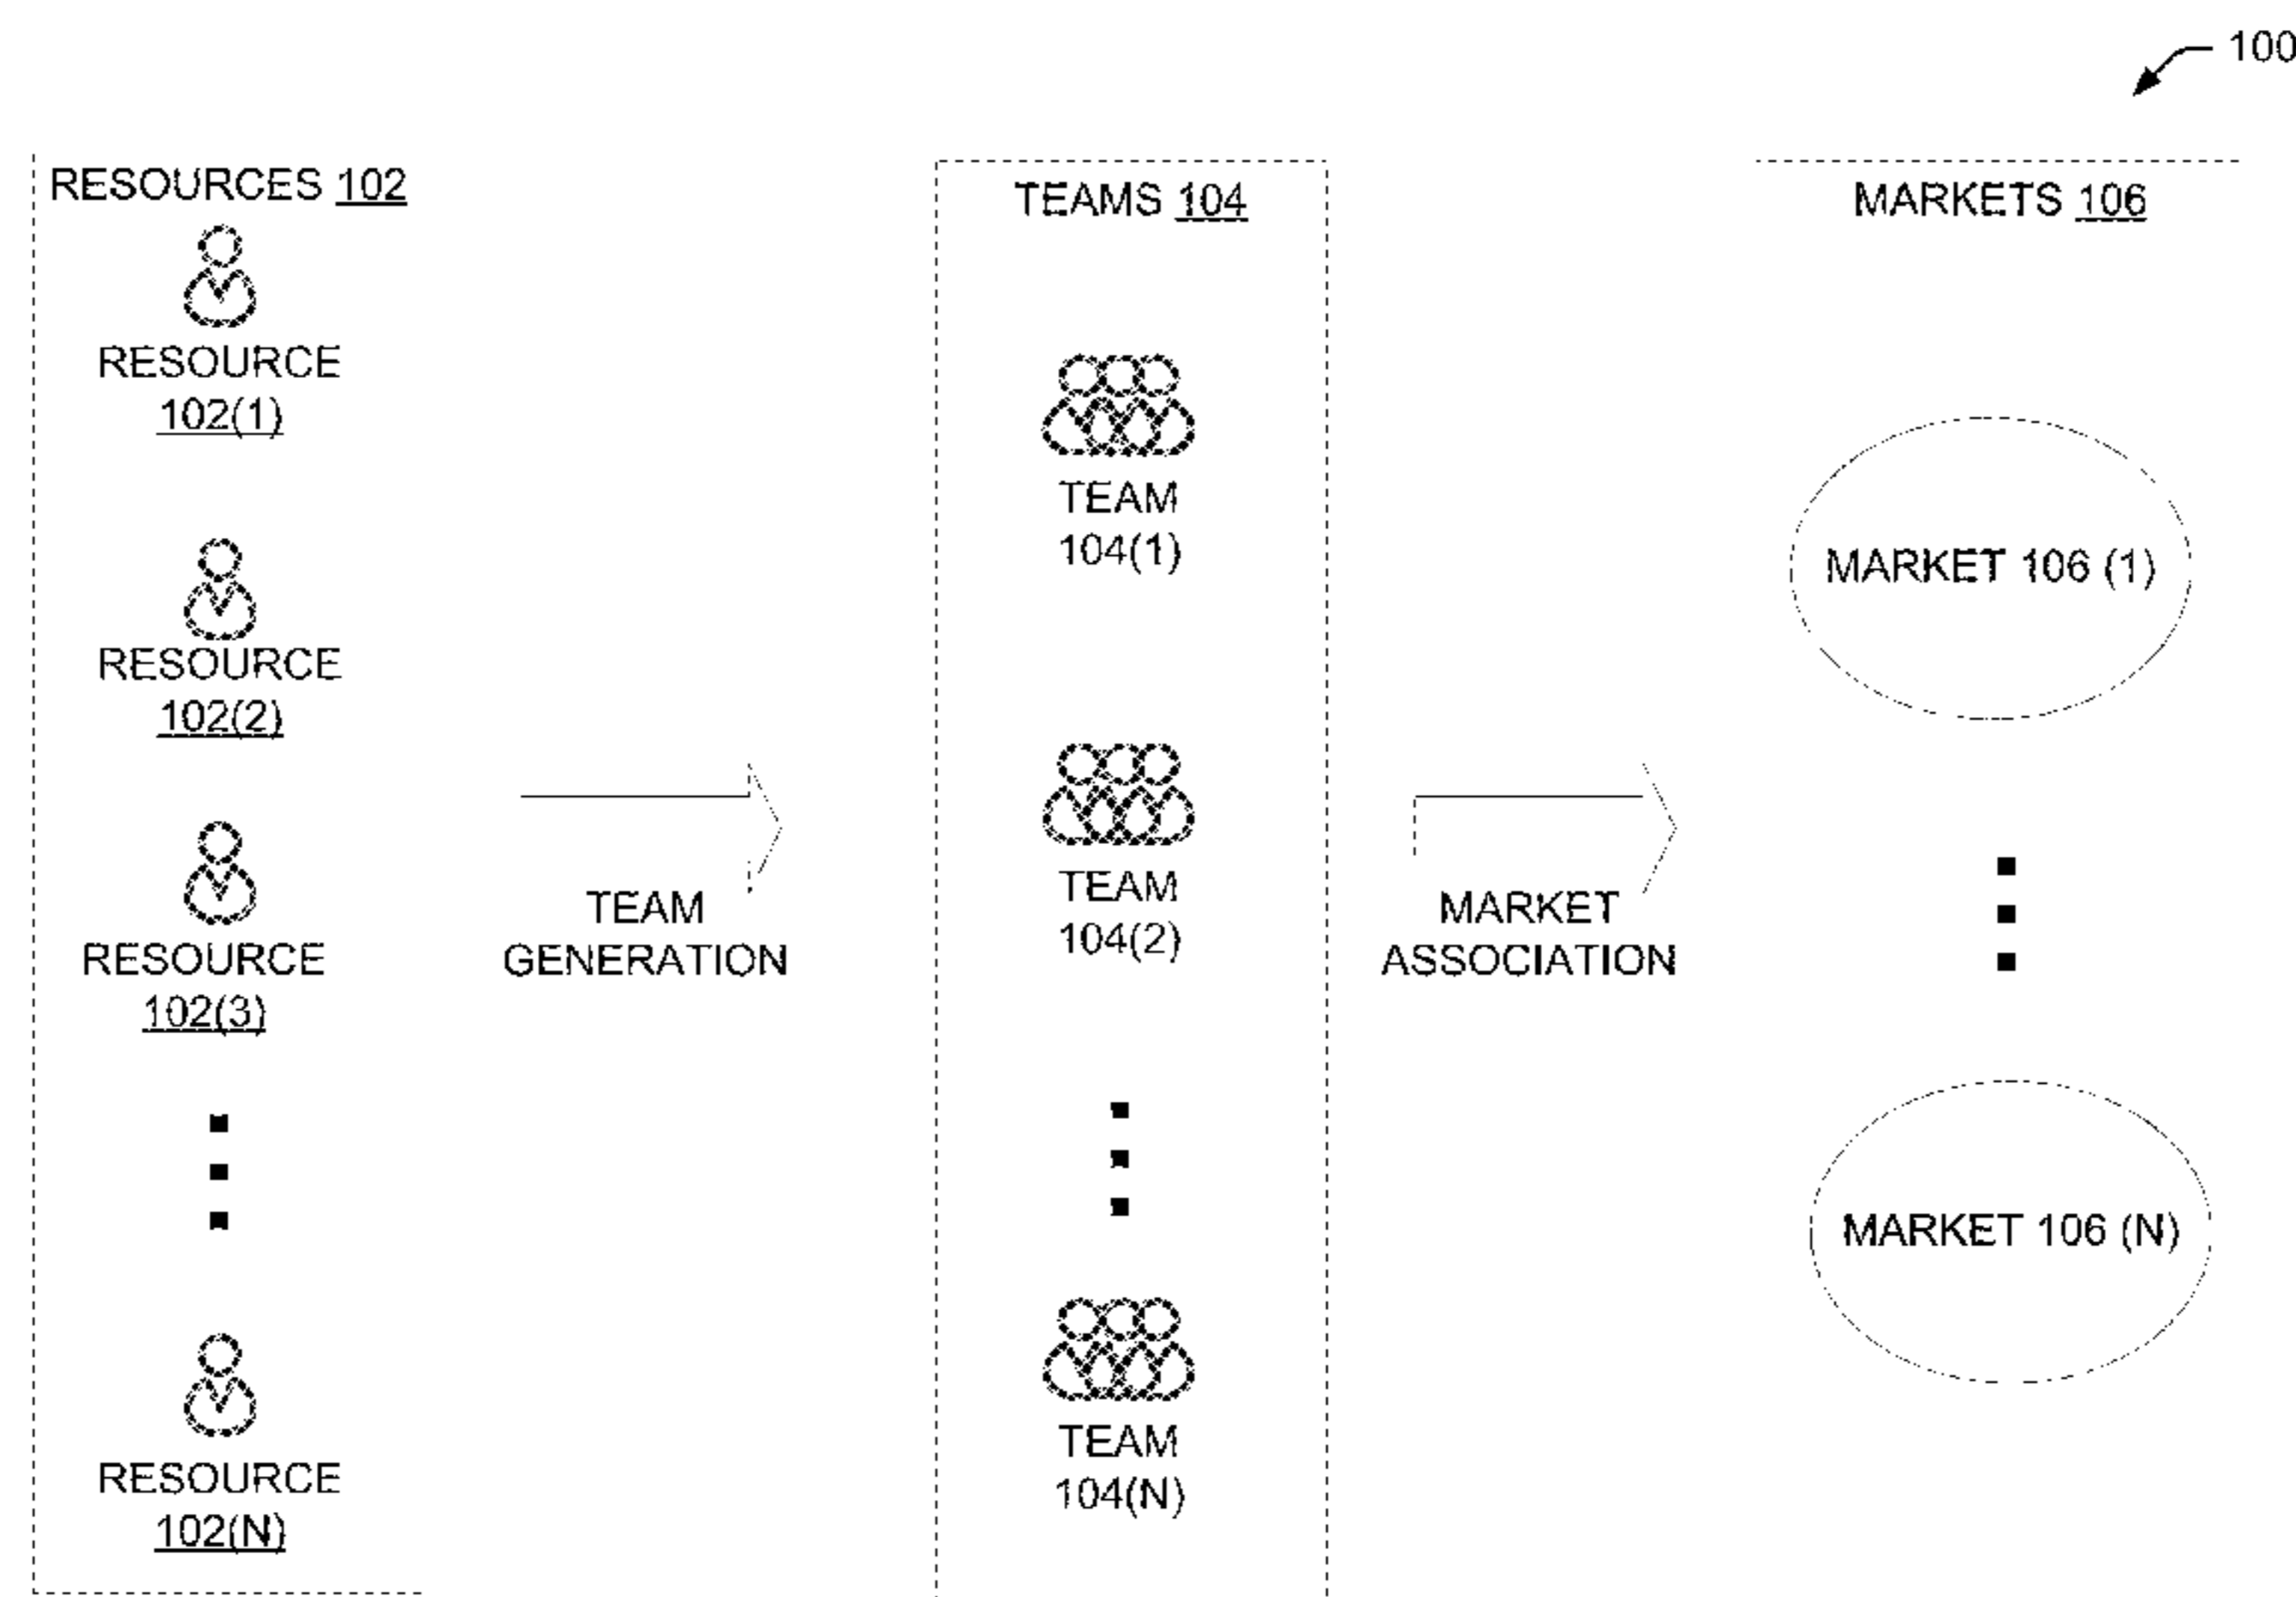 100
RESOURCES 102
RESOURCE
102(1)
RESOURCE
102(2)
RESOURCE
102(3)
RESOURCE
102(N)
TEAM
GENERATION
TEAMS 104
TEAM
104(1)
TEAM
104(2)
TEAM
104(N)
MARKET
ASSOCIATION
MARKETS 106
MARKET 106 (1)
MARKET 106 (N)